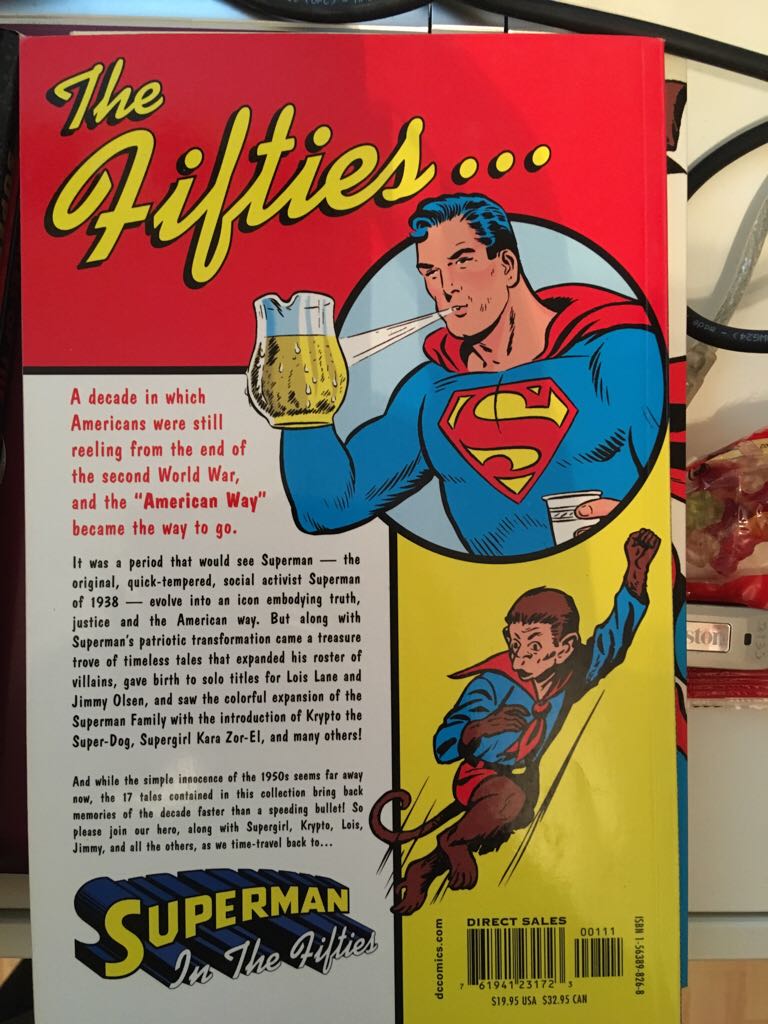 The
Fifties...
A decade in which
Americans were still
reeling from the end of
the second World War,
and the "American Way"
became the way to go.
It was a period that would see Superman — the
original, quick-tempered, social activist Superman
of 1938 — evolve into an icon embodying truth,
justice and the American way. But along with
Superman's patriotic transformation came a treasure
trove of timeless tales that expanded his roster of
villains, gave birth to solo titles for Lois Lane and
Jimmy Olsen, and saw the colorful expansion of the
Superman Family with the introduction of Krypto the
Super-Dog, Supergirl Kara Zor-El, and many others!
And while the simple innocence of the 1950s seems far away
now, the 17 tales contained in this collection bring back
memories of the decade faster than a speeding bullet! So
please join our hero, along with Supergirl, Krypto, Lois,
Jimmy, and all the others, as we time-travel back to...
SUPERMAN
In The Fifties
dccomics.com
DIRECT SALES
00111
7 61941 23172 3
$19.95 USA $32.95 CAN
ISBN 1-56389-826-8
S
ston